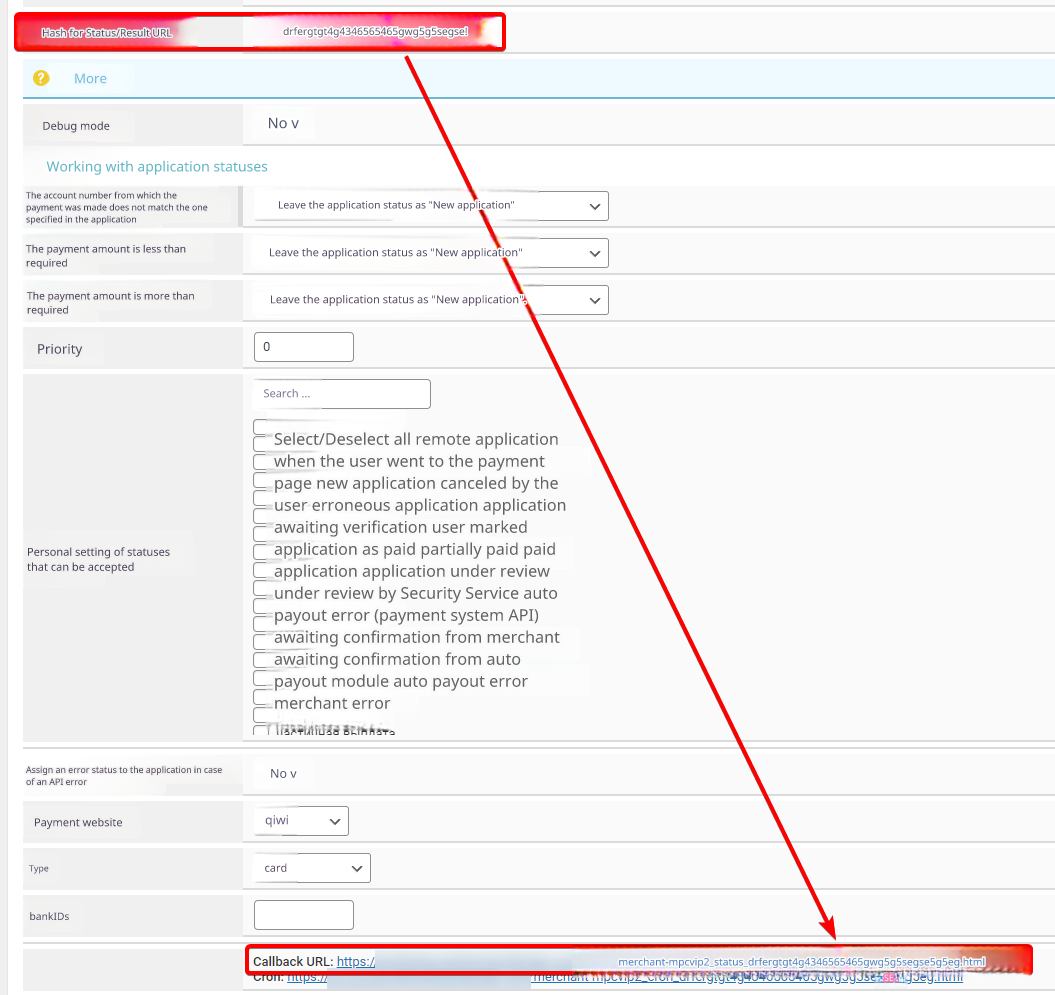 Hash for Status/Result URL
drfergtgt4g4346565465gwg5g5segse!
More
Debug mode
No v
Working with application statuses
The account number from which the
payment was made does not match the one
specified in the application
Leave the application status as "New application"
The payment amount is less than
required
Leave the application status as "New application"
The payment amount is more than
required
Leave the application status as "New application"
Priority
0
Search ...
Select/Deselect all remote application
when the user went to the payment
page new application canceled by the
user erroneous application application
awaiting verification user marked
application as paid partially paid paid
application application under review
under review by Security Service auto
payout error (payment system API)
awaiting confirmation from merchant
awaiting confirmation from auto
payout module auto payout error
merchant error
Personal setting of statuses
that can be accepted
Assign an error status to the application in case
of an API error
No v
Payment website
qiwi
Type
card
bankIDs
Callback URL: https:/
merchant-mpcvip2_status_drfergtgt4g4346565465gwg5g5segse5g5eg.html
Cron: https://